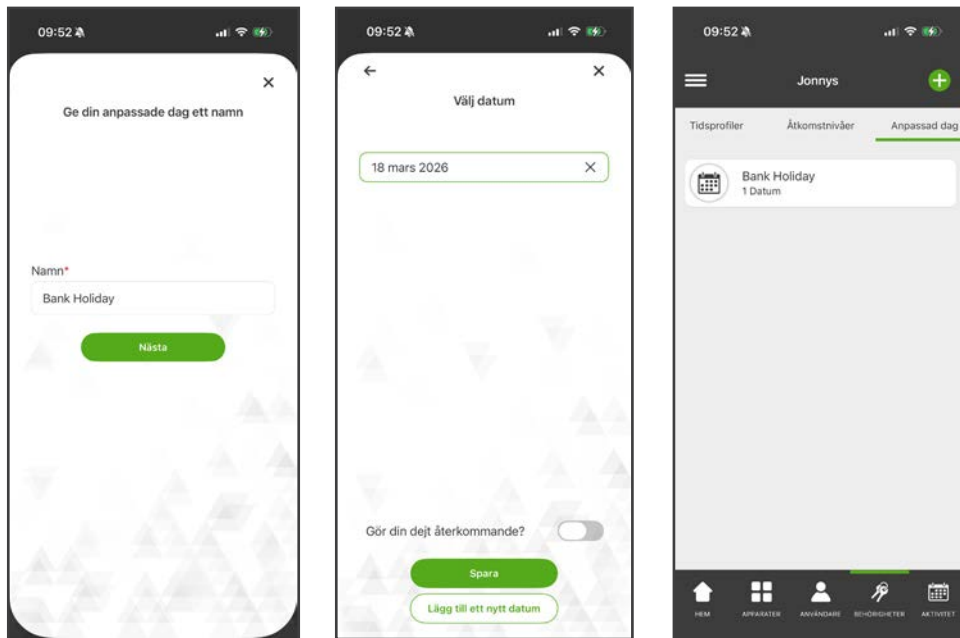 09:52
Ge din anpassade dag ett namn
Namn*
Bank Holiday
Nästa
09:52
Välj datum
18 mars 2026
Gör din dejt återkommande?
Spara
Lägg till ett nytt datum
09:52
Jonnys
Tidsprofiler
Åtkomstnivåer
Anpassad dag
Bank Holiday
1 Datum
HEM
APPARATER
ANVÄNDARE
BEHÖRIGHETER
AKTIVITET